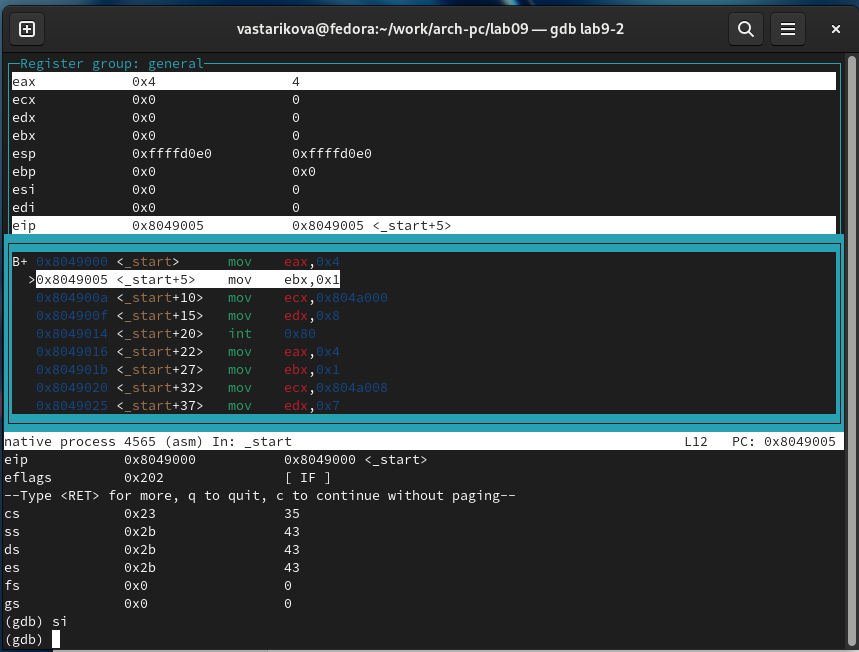 vastarikova@fedora:~/work/arch-pc/lab09 — gdb lab9-2
Register group: general
eax 0x4 4
ecx 0x0 0
edx 0x0 0
ebx 0x0 0
esp 0xffffd0e0 0xffffd0e0
ebp 0x0 0x0
esi 0x0 0
edi 0x0 0
eip 0x8049005 0x8049005 <_start+5>
B+ 0x8049000 <_start> mov eax,0x4
>0x8049005 <_start+5> mov ebx,0x1
0x804900a <_start+10> mov ecx,0x804a000
0x804900f <_start+15> mov edx,0x8
0x8049014 <_start+20> int 0x80
0x8049016 <_start+22> mov eax,0x4
0x804901b <_start+27> mov ebx,0x1
0x8049020 <_start+32> mov ecx,0x804a008
0x8049025 <_start+37> mov edx,0x7
native process 4565 (asm) In: _start L12 PC: 0x8049005
eip 0x8049000 0x8049000 <_start>
eflags 0x202 [ IF ]
--Type <RET> for more, q to quit, c to continue without paging--
cs 0x23 35
ss 0x2b 43
ds 0x2b 43
es 0x2b 43
fs 0x0 0
gs 0x0 0
(gdb) si
(gdb)